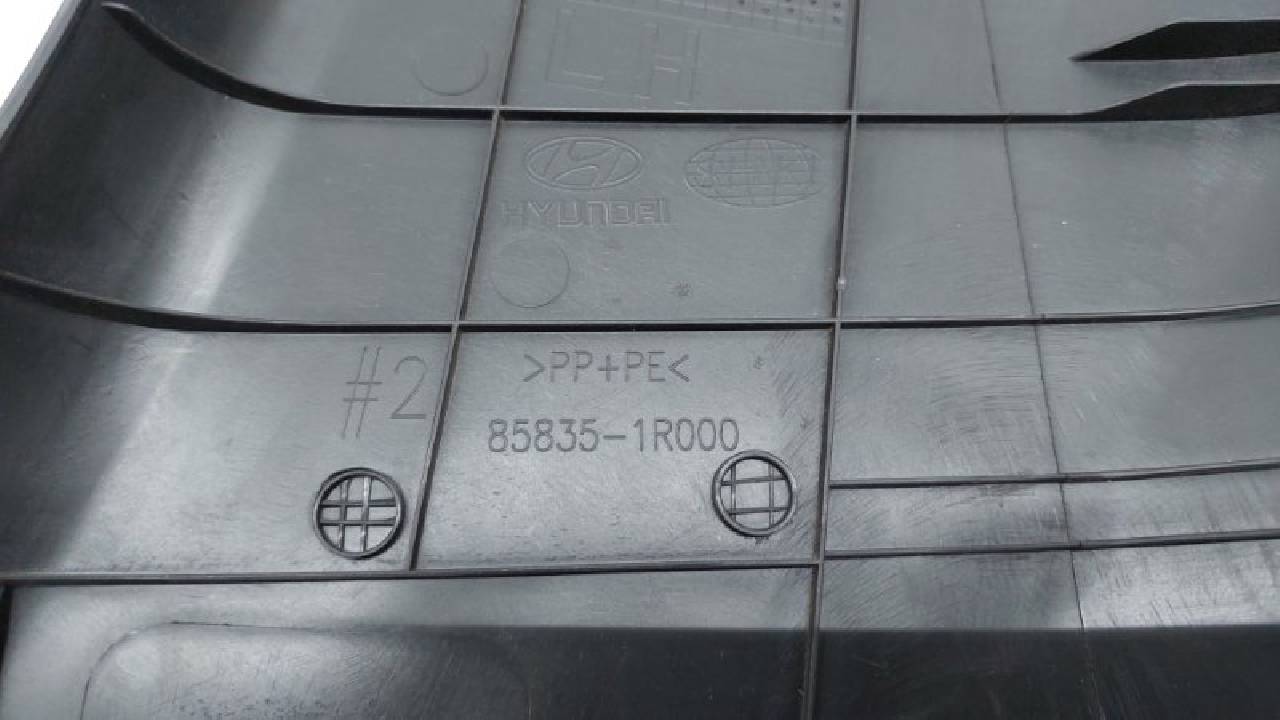 LH
HYUNDAI
#2
>PP+PE<
85835-1R000